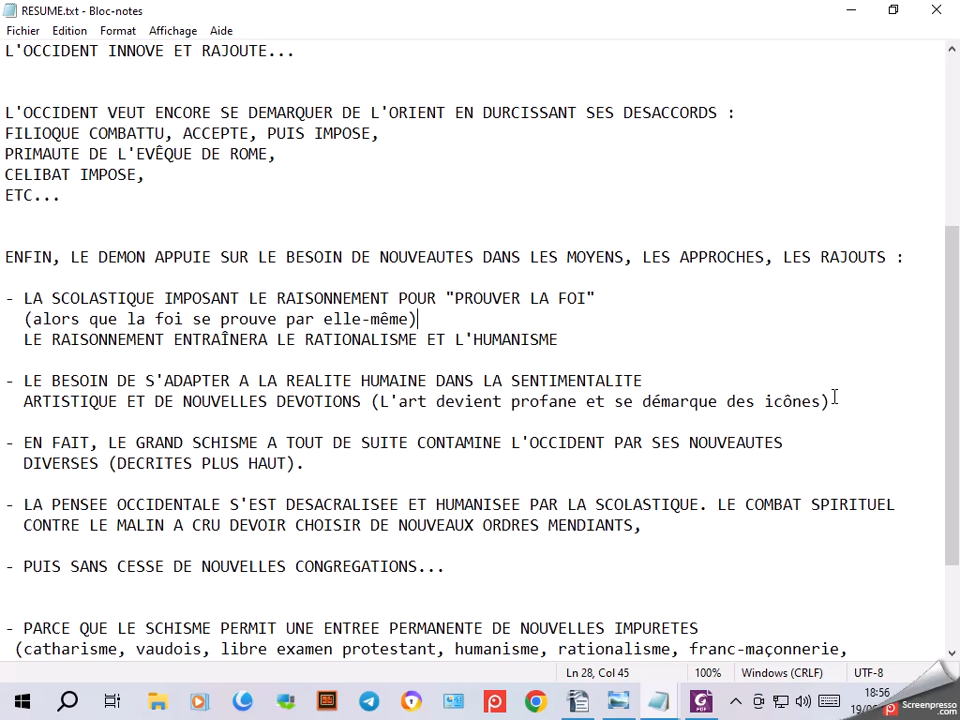 RESUME.txt - Bloc-notes
Fichier Edition Format Affichage Aide
L'OCCIDENT INNOVE ET RAJOUTE...
L'OCCIDENT VEUT ENCORE SE DEMARQUER DE L'ORIENT EN DURCISSANT SES DESACCORDS :
FILIOQUE COMBATTU, ACCEPTE, PUIS IMPOSE,
PRIMAUTE DE L'EVÊQUE DE ROME,
CELIBAT IMPOSE,
ETC...
ENFIN, LE DEMON APPUIE SUR LE BESOIN DE NOUVEAUTES DANS LES MOYENS, LES APPROCHES, LES RAJOUTS :
- LA SCOLASTIQUE IMPOSANT LE RAISONNEMENT POUR "PROUVER LA FOI"
(alors que la foi se prouve par elle-même)
LE RAISONNEMENT ENTRAÎNERA LE RATIONALISME ET L'HUMANISME
- LE BESOIN DE S'ADAPTER A LA REALITE HUMAINE DANS LA SENTIMENTALITE
ARTISTIQUE ET DE NOUVELLES DEVOTIONS (L'art devient profane et se démarque des icônes)
- EN FAIT, LE GRAND SCHISME A TOUT DE SUITE CONTAMINE L'OCCIDENT PAR SES NOUVEAUTES
DIVERSES (DECRITES PLUS HAUT).
- LA PENSEE OCCIDENTALE S'EST DESACRALISEE ET HUMANISEE PAR LA SCOLASTIQUE. LE COMBAT SPIRITUEL
CONTRE LE MALIN A CRU DEVOIR CHOISIR DE NOUVEAUX ORDRES MENDIANTS,
- PUIS SANS CESSE DE NOUVELLES CONGREGATIONS...
- PARCE QUE LE SCHISME PERMIT UNE ENTREE PERMANENTE DE NOUVELLES IMPURETES
(catharisme, vaudois, libre examen protestant, humanisme, rationalisme, franc-maçonnerie,
Ln 28, Col 45 100% Windows (CRLF) UTF-8
18:56
Screenpresso
.com